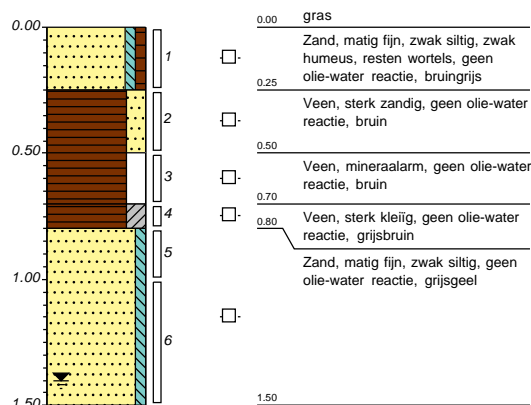 0.00
0.50
1.00
1.50
1
2
3
4
5
6
0.00 gras
Zand, matig fijn, zwak siltig, zwak
humeus, resten wortels, geen
olie-water reactie, bruingrijs
0.25
Veen, sterk zandig, geen olie-water
reactie, bruin
0.50
Veen, mineraalarm, geen olie-water
reactie, bruin
0.70
Veen, sterk kleiïg, geen olie-water
reactie, grijsbruin
0.80
Zand, matig fijn, zwak siltig, geen
olie-water reactie, grijsgeel
1.50